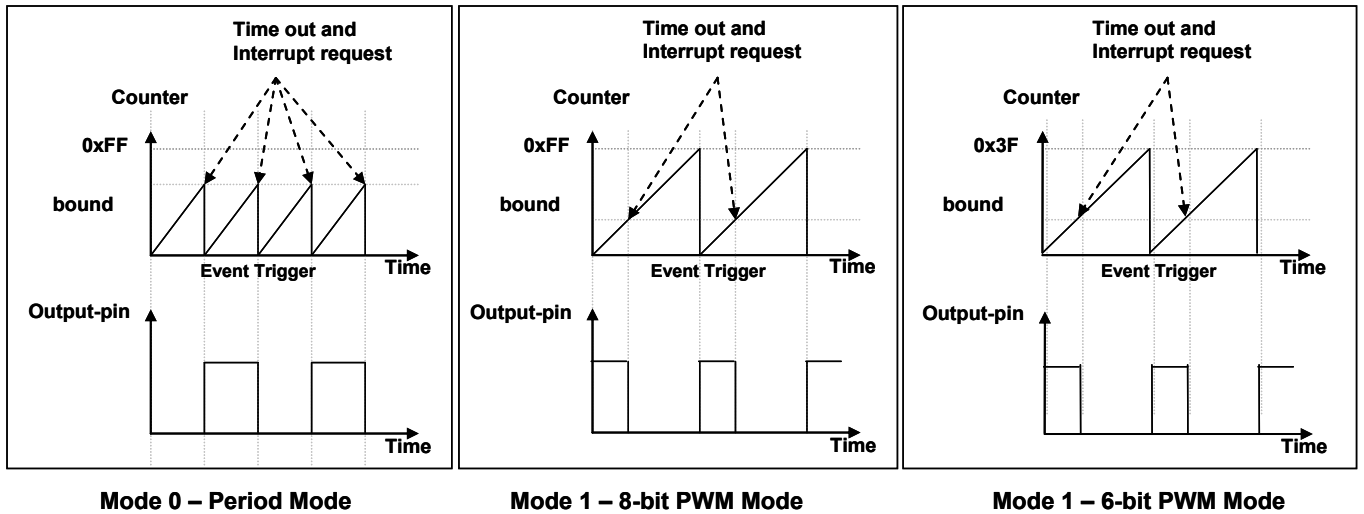 Time out and
Interrupt request
Counter
0xFF
bound
Event Trigger
Time
Output-pin
Time
Mode 0 – Period Mode
Time out and
Interrupt request
Counter
0xFF
bound
Event Trigger
Time
Output-pin
Time
Mode 1 – 8-bit PWM Mode
Time out and
Interrupt request
Counter
0x3F
bound
Event Trigger
Time
Output-pin
Time
Mode 1 – 6-bit PWM Mode